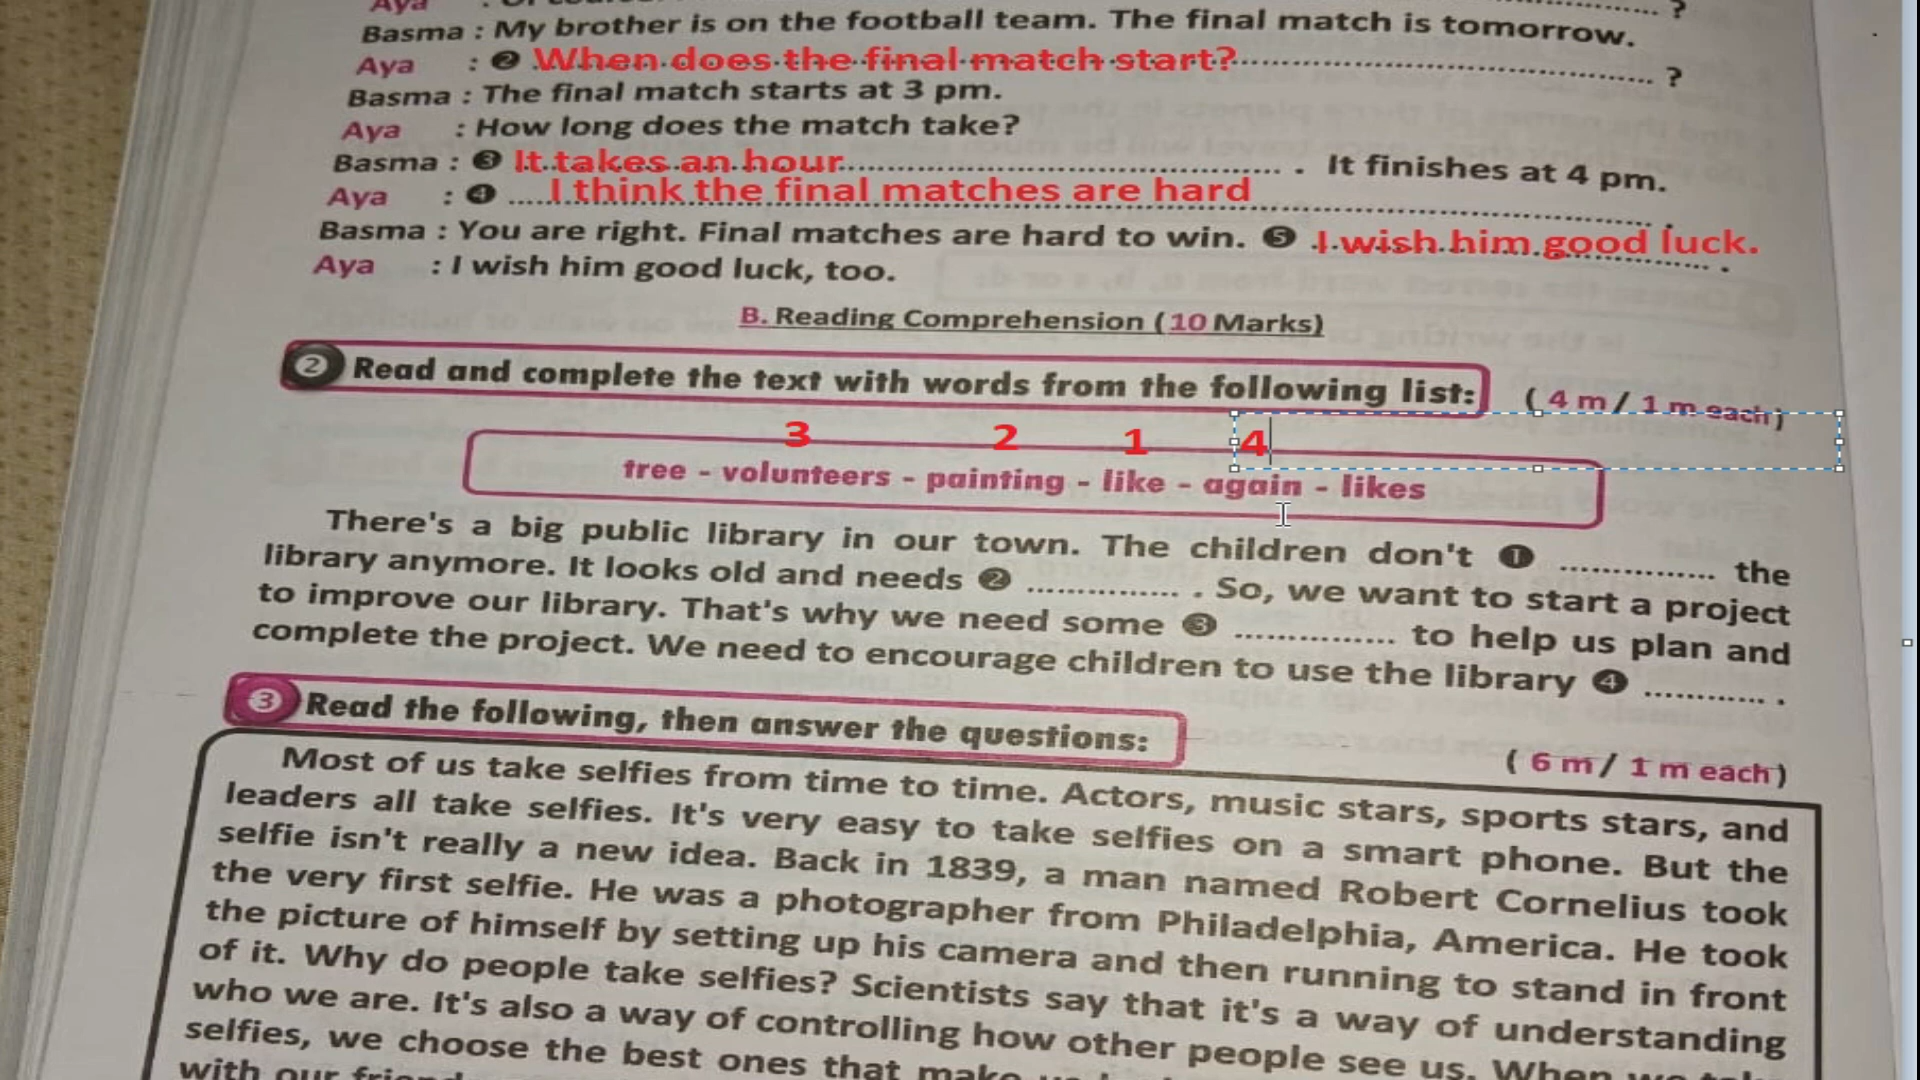 Aya : ?
Basma : My brother is on the football team. The final match is tomorrow.
Aya : ❷ When does the final match start? ?
Basma : The final match starts at 3 pm.
Aya : How long does the match take?
Basma : ❸ It takes an hour . It finishes at 4 pm.
Aya : ❹ I think the final matches are hard .
Basma : You are right. Final matches are hard to win. ❺ I wish him good luck. .
Aya : I wish him good luck, too.
B. Reading Comprehension (10 Marks)
2 Read and complete the text with words from the following list: ( 4 m / 1 m each)
3 2 1 4
tree - volunteers - painting - like - again - likes
There's a big public library in our town. The children don't ❶ .............. the
library anymore. It looks old and needs ❷ .............. . So, we want to start a project
to improve our library. That's why we need some ❸ .............. to help us plan and
complete the project. We need to encourage children to use the library ❹ ........... .
3 Read the following, then answer the questions: ( 6 m / 1 m each)
Most of us take selfies from time to time. Actors, music stars, sports stars, and
leaders all take selfies. It's very easy to take selfies on a smart phone. But the
selfie isn't really a new idea. Back in 1839, a man named Robert Cornelius took
the very first selfie. He was a photographer from Philadelphia, America. He took
the picture of himself by setting up his camera and then running to stand in front
of it. Why do people take selfies? Scientists say that it's a way of understanding
who we are. It's also a way of controlling how other people see us. When we
selfies, we choose the best ones that make
with our